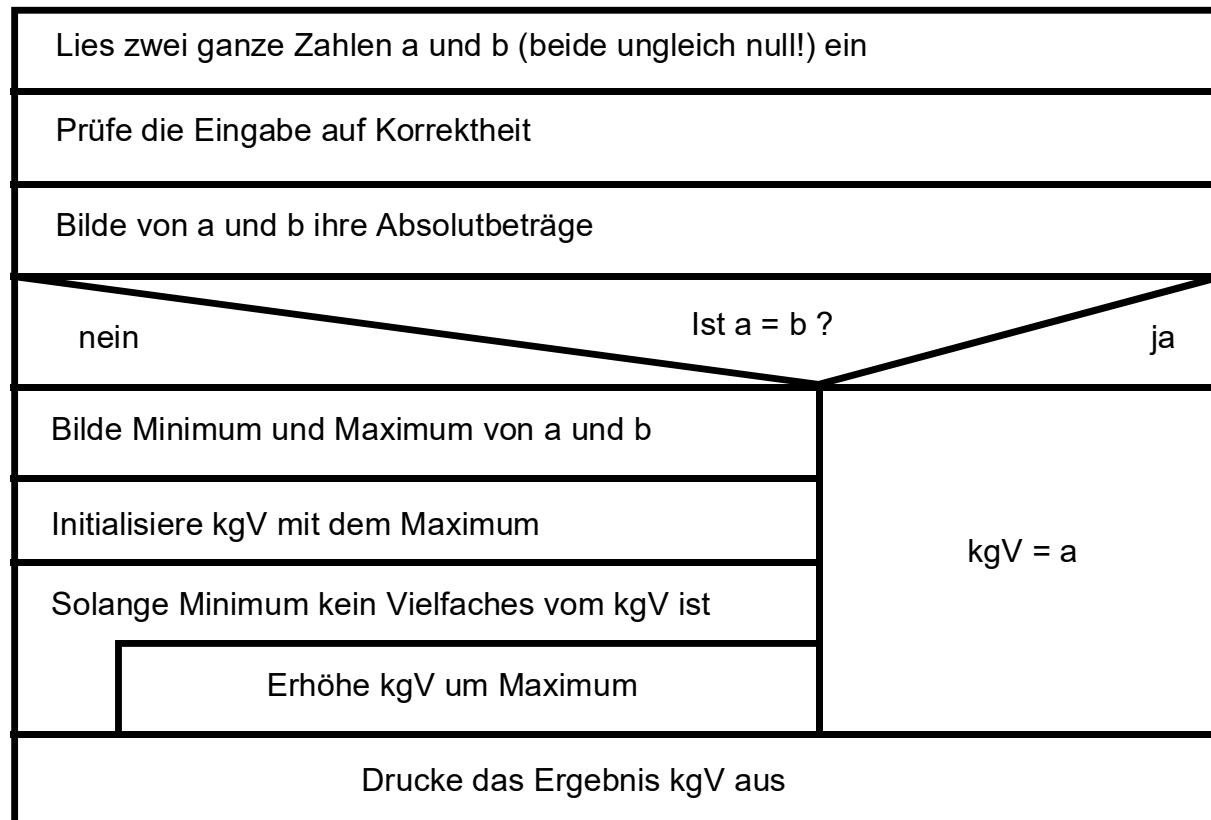 Lies zwei ganze Zahlen a und b (beide ungleich null!) ein
Prüfe die Eingabe auf Korrektheit
Bilde von a und b ihre Absolutbeträge
Ist a = b ?
nein
ja
Bilde Minimum und Maximum von a und b
Initialisiere kgV mit dem Maximum
Solange Minimum kein Vielfaches vom kgV ist
Erhöhe kgV um Maximum
kgV = a
Drucke das Ergebnis kgV aus